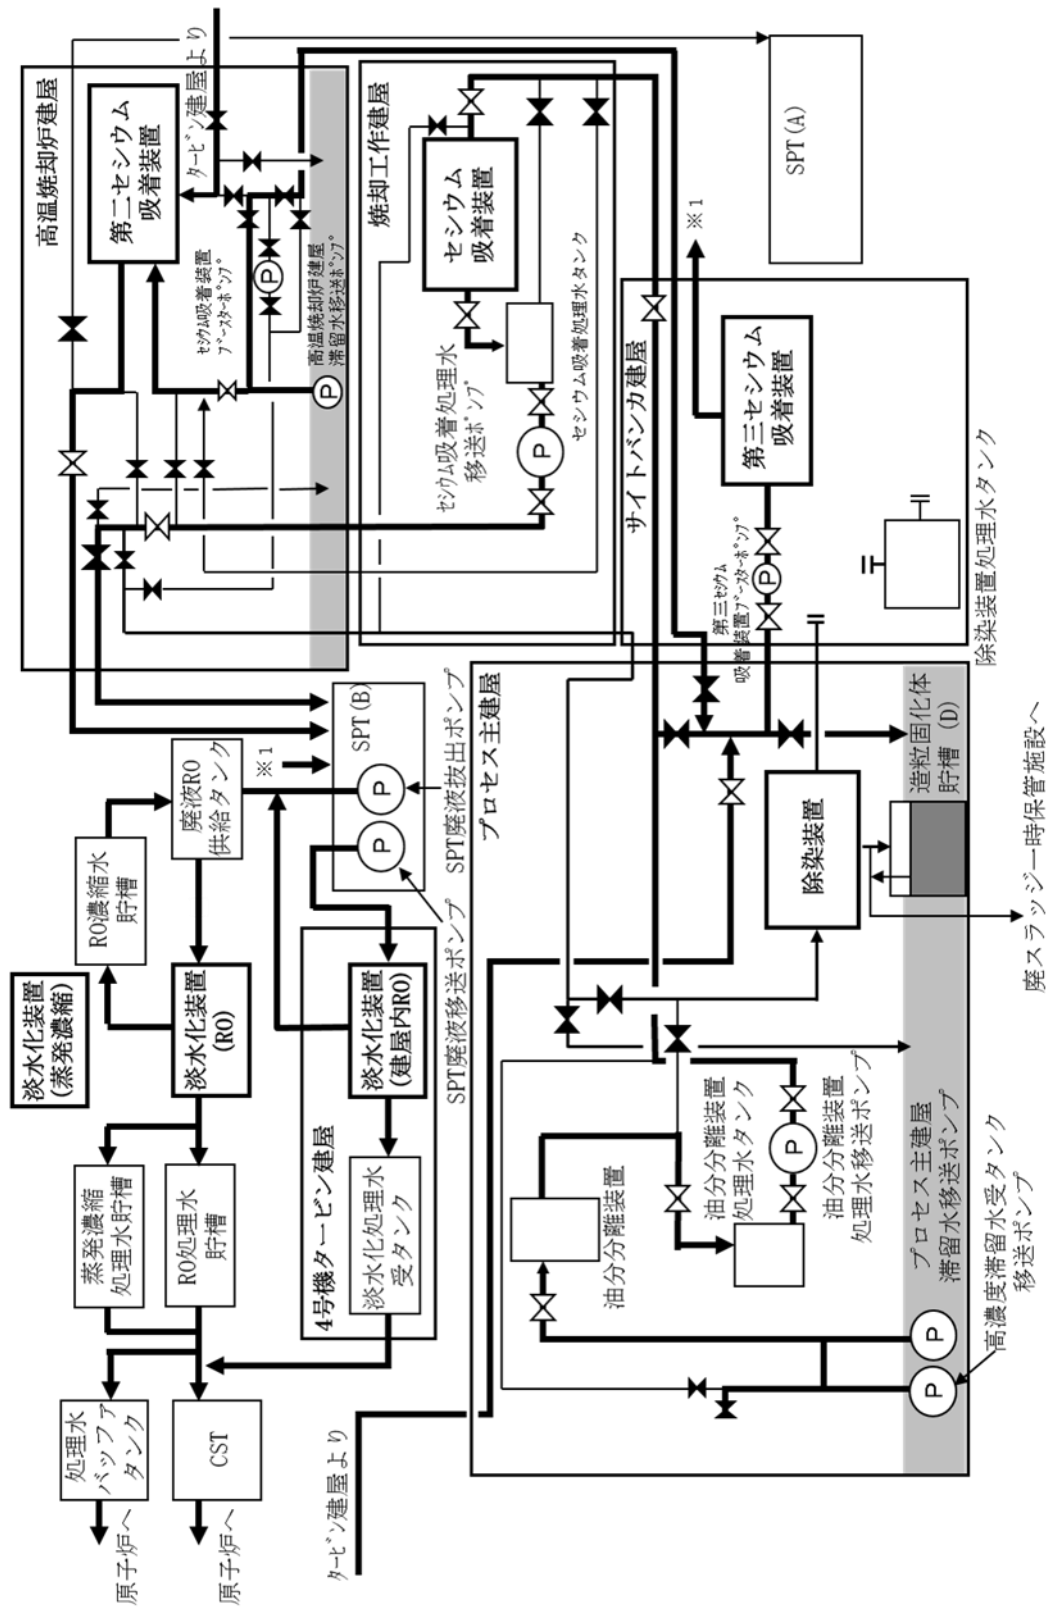 原子炉へ
処理水
バッファ
タンク
原子炉へ
CST
蒸発濃縮
処理水貯槽
RO処理水
貯槽
淡水化装置
(蒸発濃縮)
淡水化装置
(RO)
RO濃縮水
貯槽
廃液RO
供給タンク
※1
4号機タービン建屋
淡水化処理水
受タンク
淡水化装置
(建屋内RO)
SPT(B)
P
P
SPT廃液移送ポンプ
SPT廃液抜出ポンプ
高温焼却炉建屋
第二セシウム
吸着装置
タービン建屋より
セシウム吸着装置
ブースターポンプ
P
高温焼却炉建屋
滞留水移送ポンプ
P
焼却工作建屋
セシウム
吸着装置
セシウム吸着処理水
移送ポンプ
P
セシウム吸着処理水タンク
SPT(A)
サイトバンカ建屋
第三セシウム
吸着装置
※1
第三セシウム
吸着装置ブースターポンプ
P
除染装置処理水タンク
タービン建屋より
プロセス主建屋
油分分離装置
油分分離装置
処理水タンク
P
油分分離装置
処理水移送ポンプ
除染装置
造粒固化体
貯槽(D)
廃スラッジ一時保管施設へ
プロセス主建屋
滞留水移送ポンプ
P
P
高濃度滞留水受タンク
移送ポンプ